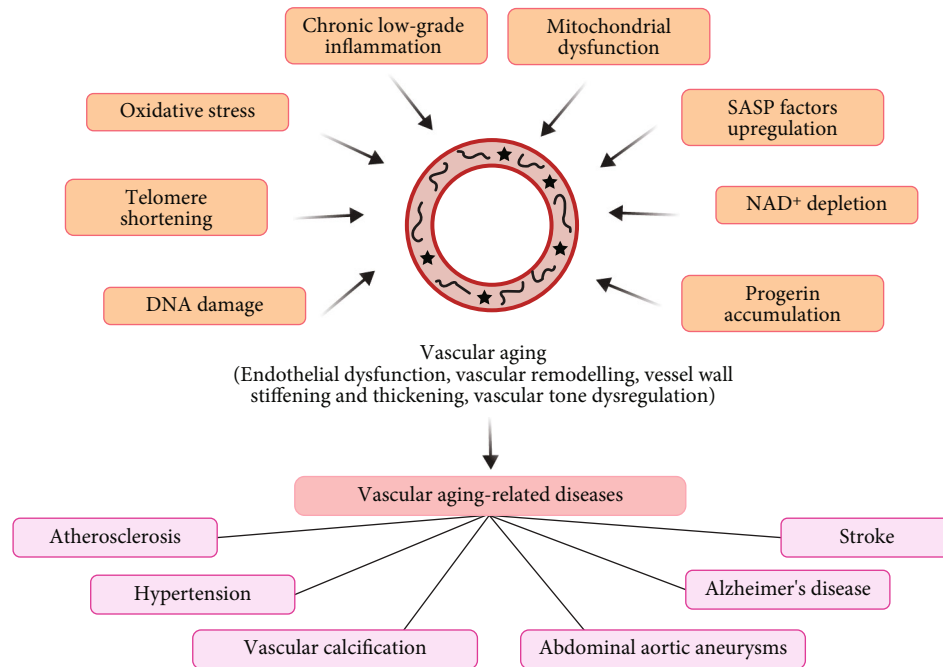 Chronic low-grade
inflammation
Mitochondrial
dysfunction
Oxidative stress
SASP factors
upregulation
Telomere
shortening
NAD⁺ depletion
DNA damage
Progerin
accumulation
Vascular aging
(Endothelial dysfunction, vascular remodelling, vessel wall
stiffening and thickening, vascular tone dysregulation)
Vascular aging-related diseases
Atherosclerosis
Stroke
Hypertension
Alzheimer's disease
Vascular calcification
Abdominal aortic aneurysms